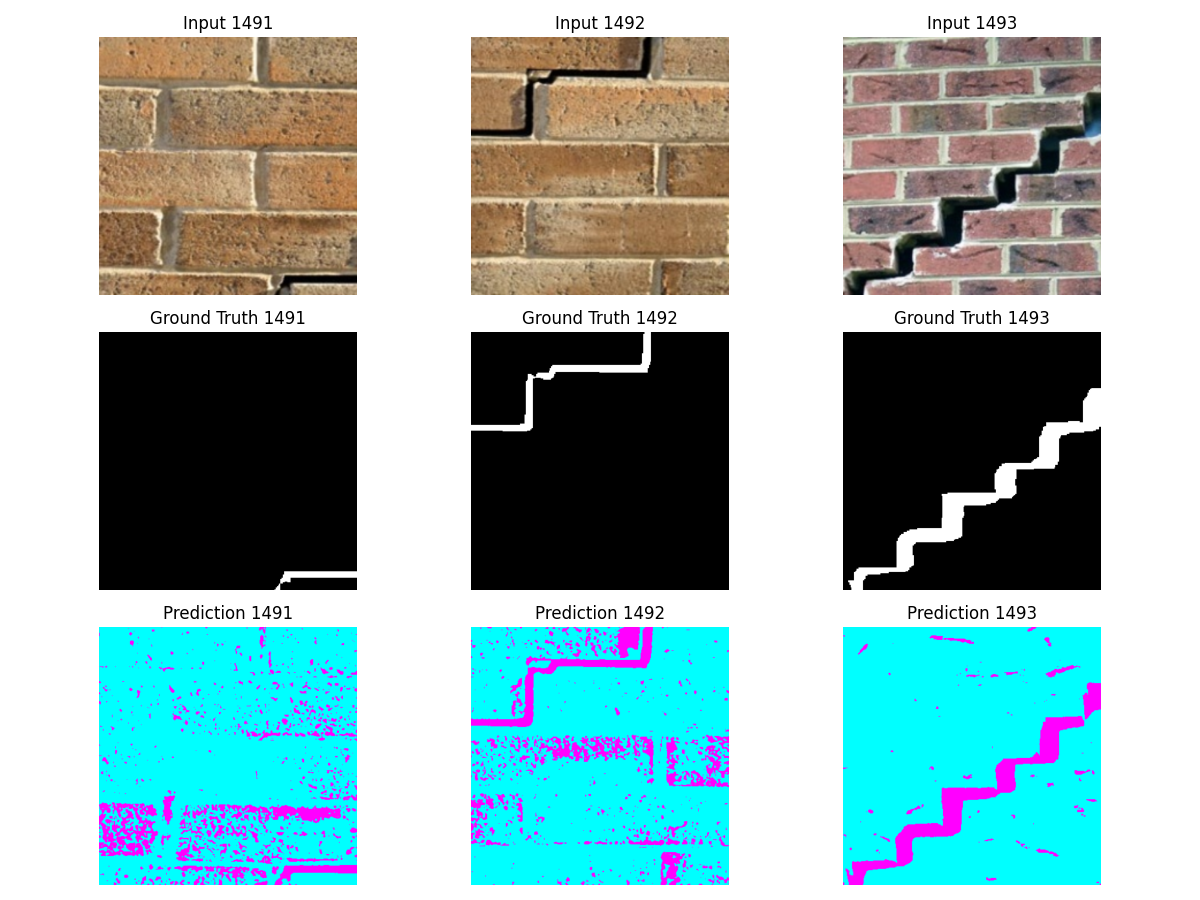 Input 1491
Input 1492
Input 1493
Ground Truth 1491
Ground Truth 1492
Ground Truth 1493
Prediction 1491
Prediction 1492
Prediction 1493